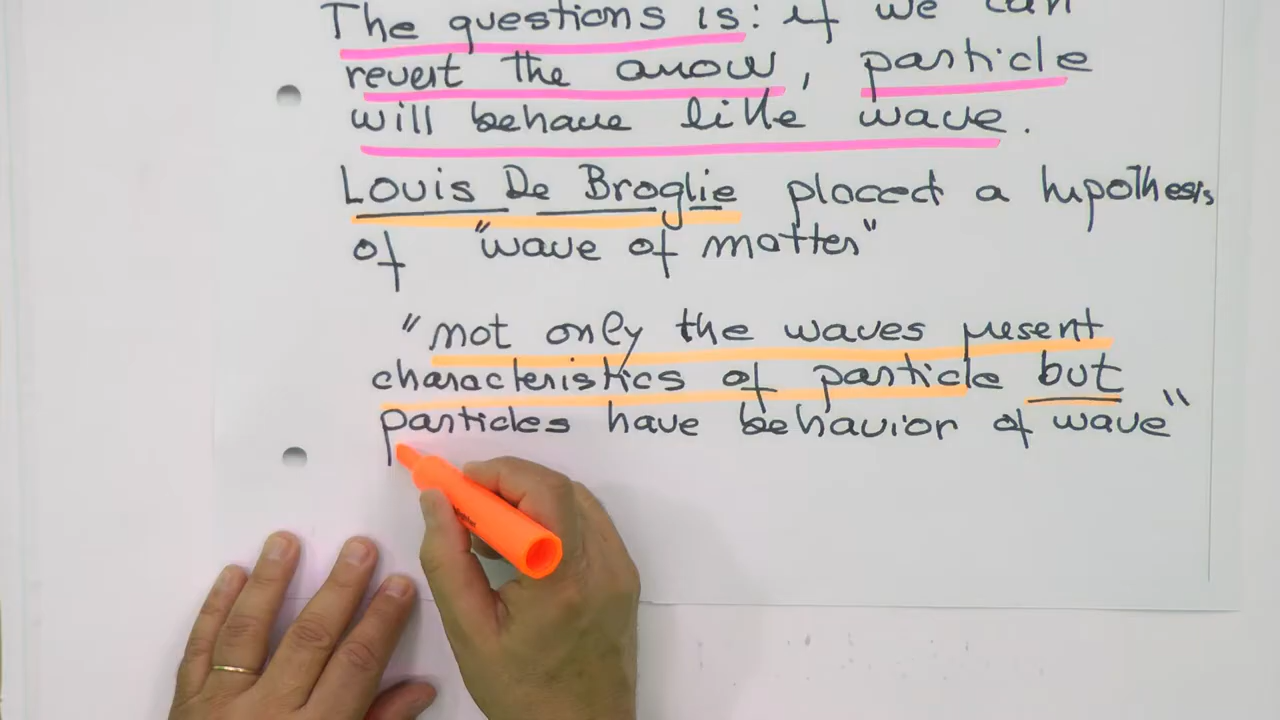 The questions is: if we can
revert the arrow, particle
will behave like wave.
Louis De Broglie placed a hipothesis
of "wave of matter"
"not only the waves present
characteristics of particle but
particles have behavior of wave"